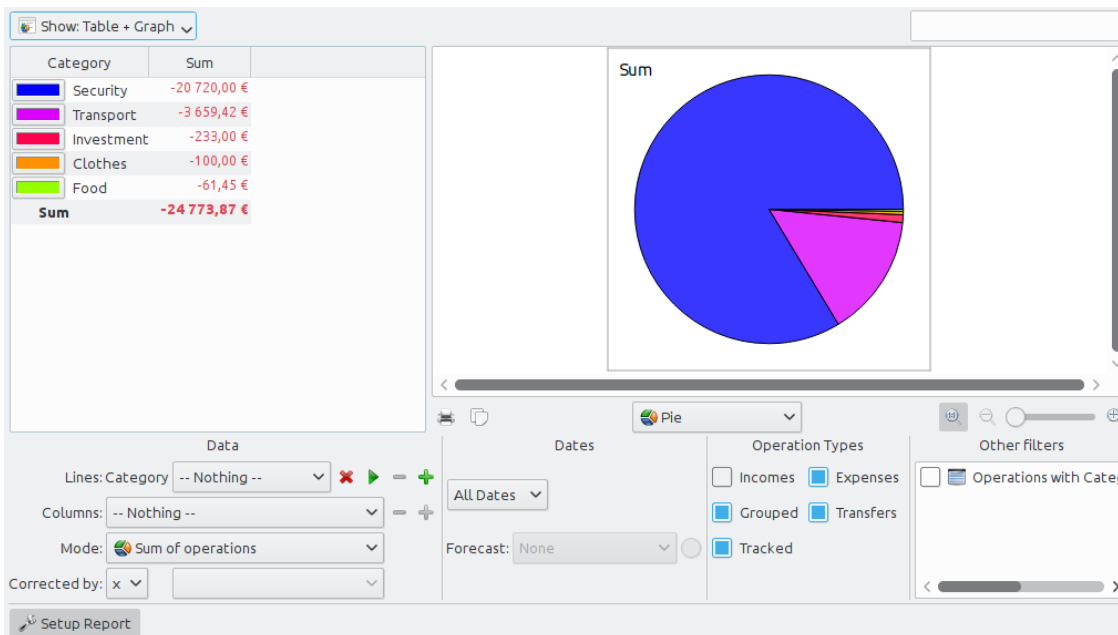 Show: Table + Graph
Category Sum
Security -20 720,00 €
Transport -3 659,42 €
Investment -233,00 €
Clothes -100,00 €
Food -61,45 €
Sum -24 773,87 €
Sum
Pie
Data
Lines: Category -- Nothing --
Columns: -- Nothing --
Mode: Sum of operations
Corrected by: x
Dates
All Dates
Forecast: None
Operation Types
Incomes Expenses
Grouped Transfers
Tracked
Other filters
Operations with Categ
Setup Report